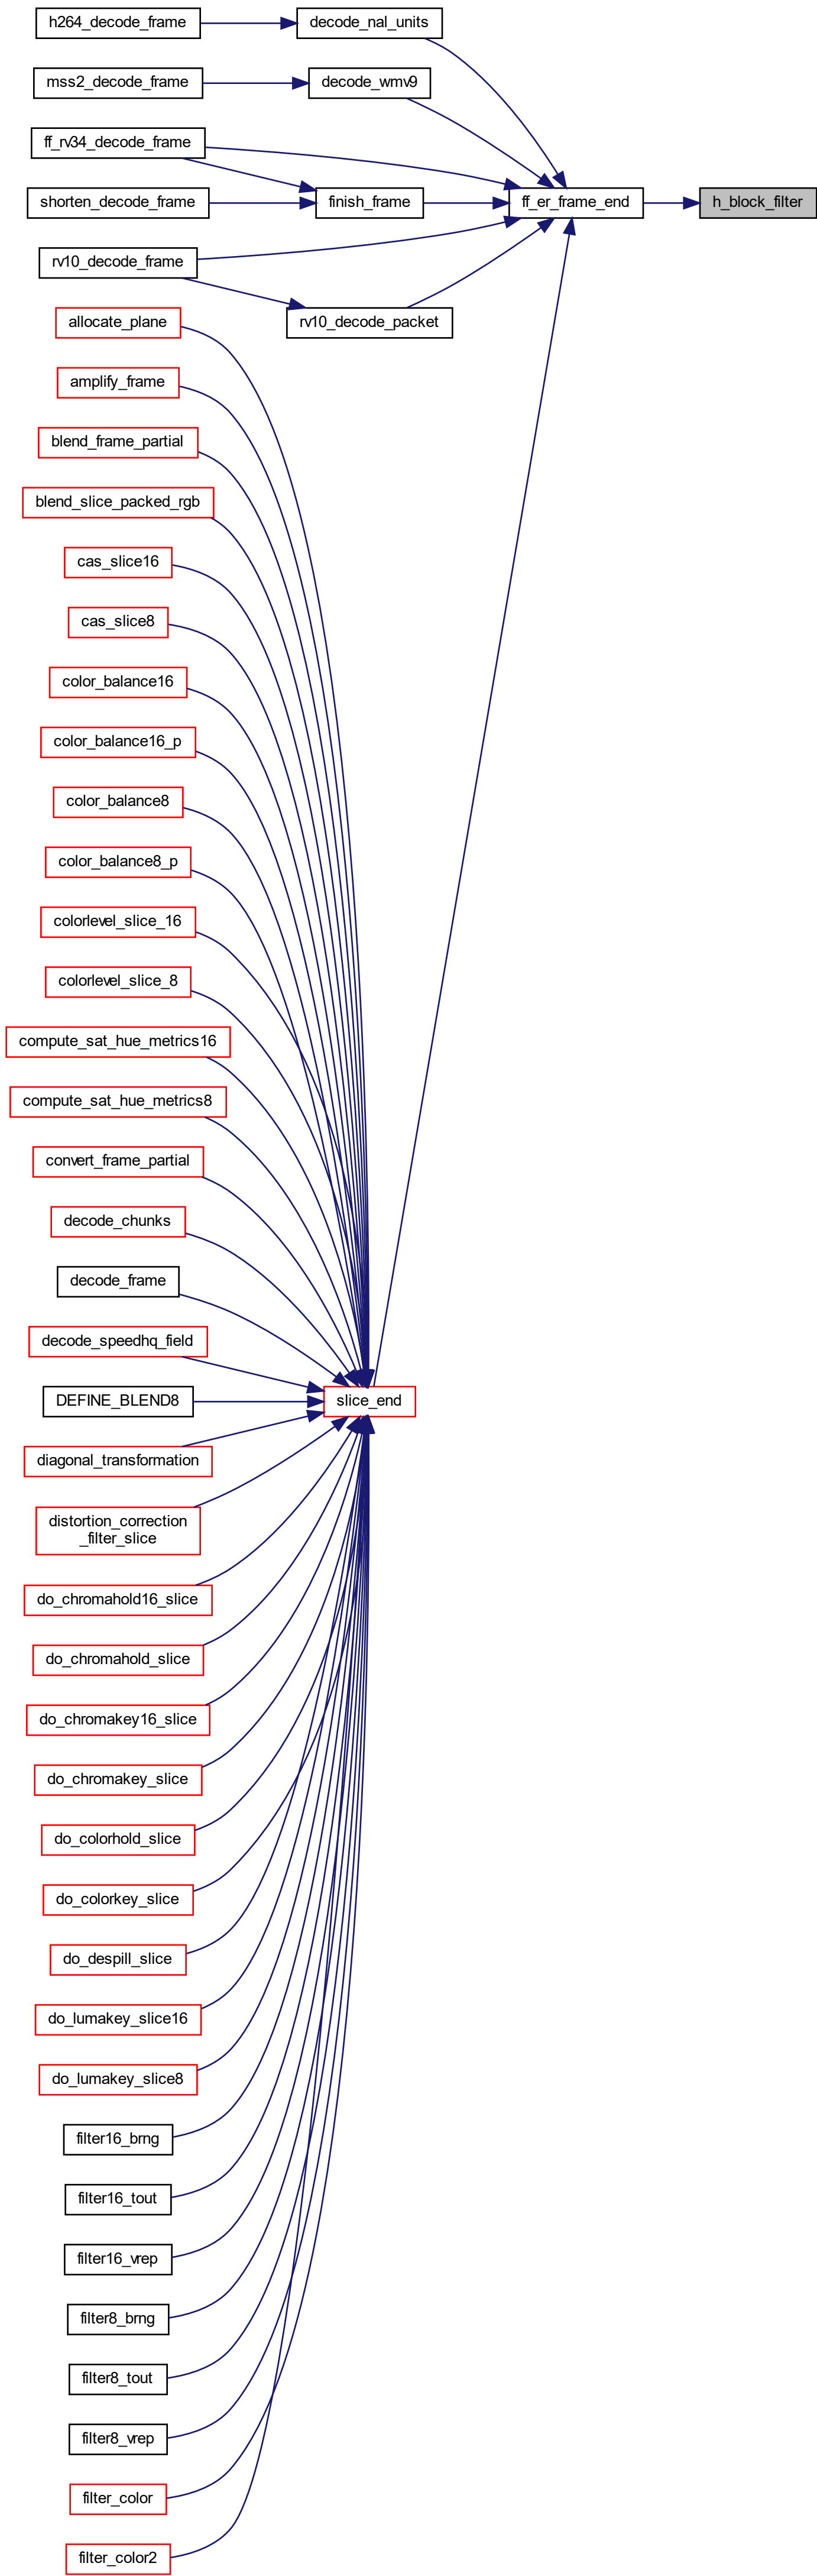 h264_decode_frame
decode_nal_units
mss2_decode_frame
decode_wmv9
ff_rv34_decode_frame
shorten_decode_frame
finish_frame
ff_er_frame_end
h_block_filter
rv10_decode_frame
rv10_decode_packet
allocate_plane
amplify_frame
blend_frame_partial
blend_slice_packed_rgb
cas_slice16
cas_slice8
color_balance16
color_balance16_p
color_balance8
color_balance8_p
colorlevel_slice_16
colorlevel_slice_8
compute_sat_hue_metrics16
compute_sat_hue_metrics8
convert_frame_partial
decode_chunks
decode_frame
decode_speedhq_field
DEFINE_BLEND8
slice_end
diagonal_transformation
distortion_correction
_filter_slice
do_chromahold16_slice
do_chromahold_slice
do_chromakey16_slice
do_chromakey_slice
do_colorhold_slice
do_colorkey_slice
do_despill_slice
do_lumakey_slice16
do_lumakey_slice8
filter16_brng
filter16_tout
filter16_vrep
filter8_brng
filter8_tout
filter8_vrep
filter_color
filter_color2